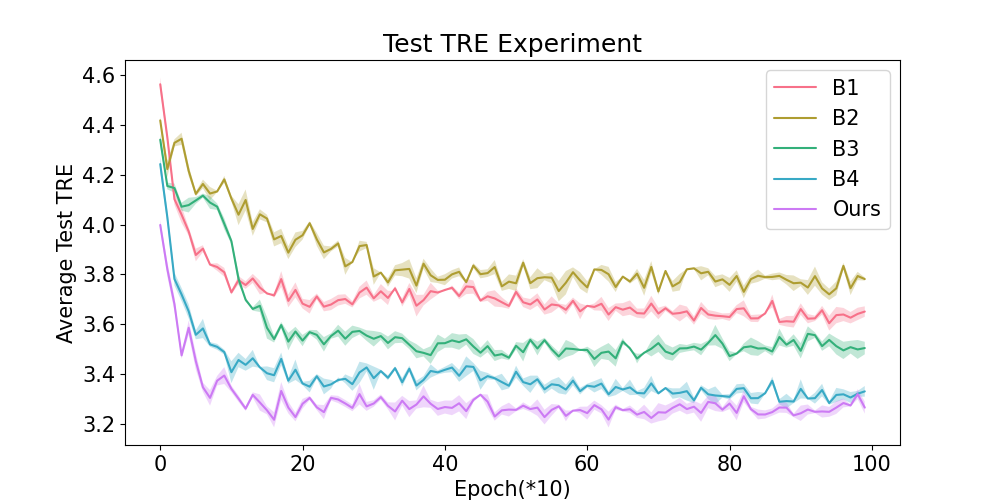 Test TRE Experiment
Average Test TRE
4.6
4.4
4.2
4.0
3.8
3.6
3.4
3.2
B1
B2
B3
B4
Ours
0 20 40 60 80 100
Epoch(*10)